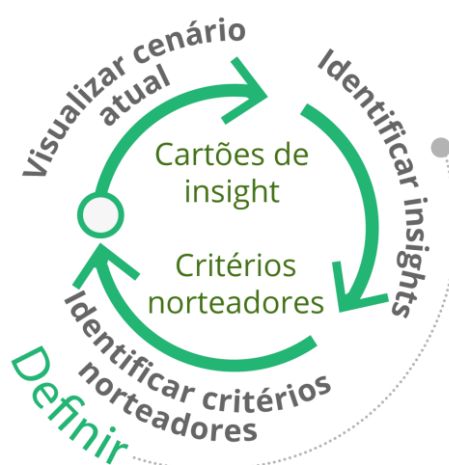 Visualizar cenário
atual
Identificar insights
Cartões de
insight
Critérios
norteadores
Identificar critérios
norteadores
Definir